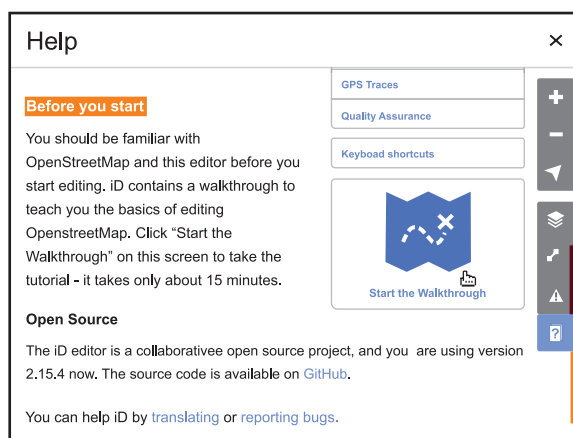 Help
GPS Traces
Quality Assurance
Keyboad shortcuts
Start the Walkthrough
Before you start
You should be familiar with
OpenStreetMap and this editor before you
start editing. iD contains a walkthrough to
teach you the basics of editing
OpenstreetMap. Click “Start the
Walkthrough” on this screen to take the
tutorial - it takes only about 15 minutes.
Open Source
The iD editor is a collaborativee open source project, and you are using version
2.15.4 now. The source code is available on GitHub.
You can help iD by translating or reporting bugs.